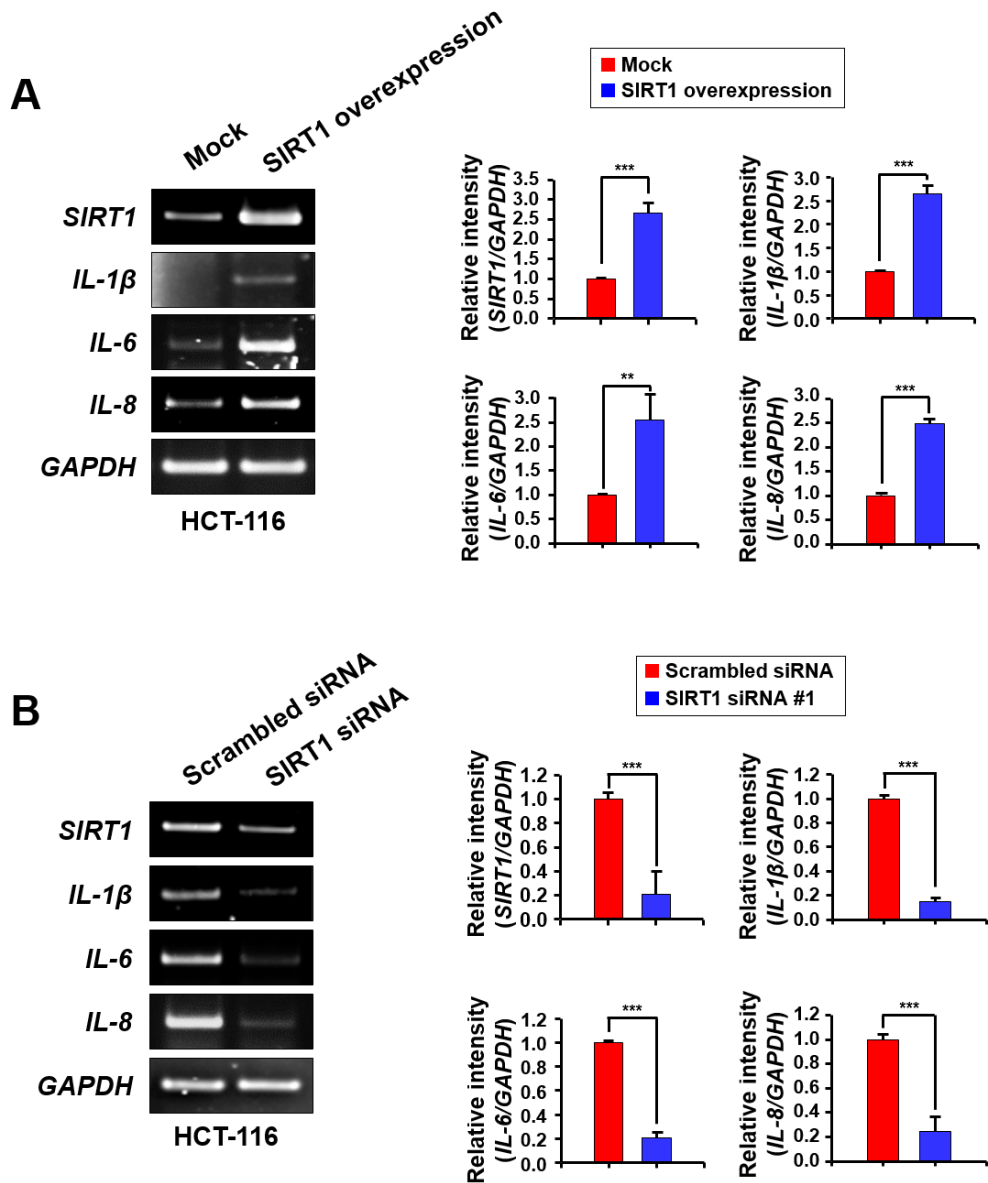 A
Mock
SIRT1 overexpression
SIRT1
IL-1β
IL-6
IL-8
GAPDH
HCT-116
Mock
SIRT1 overexpression
Relative intensity
(SIRT1/GAPDH)
3.5
3.0
2.5
2.0
1.5
1.0
0.5
0.0
***
Relative intensity
(IL-1β/GAPDH)
3.0
2.5
2.0
1.5
1.0
0.5
0.0
***
Relative intensity
(IL-6/GAPDH)
3.0
2.5
2.0
1.5
1.0
0.5
0.0
**
Relative intensity
(IL-8/GAPDH)
3.0
2.5
2.0
1.5
1.0
0.5
0.0
***
B
Scrambled siRNA
SIRT1 siRNA
SIRT1
IL-1β
IL-6
IL-8
GAPDH
HCT-116
Scrambled siRNA
SIRT1 siRNA #1
Relative intensity
(SIRT1/GAPDH)
1.2
1.0
0.8
0.6
0.4
0.2
0.0
***
Relative intensity
(IL-1β/GAPDH)
1.2
1.0
0.8
0.6
0.4
0.2
0.0
***
Relative intensity
(IL-6/GAPDH)
1.2
1.0
0.8
0.6
0.4
0.2
0.0
***
Relative intensity
(IL-8/GAPDH)
1.2
1.0
0.8
0.6
0.4
0.2
0.0
***